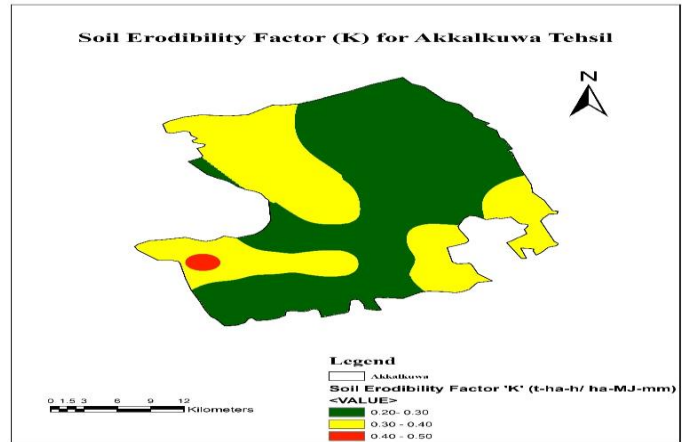 Soil Erodibility Factor (K) for Akkalkuwa Tehsil
N
Legend
Akkalkuwa
Soil Erodibility Factor 'K' (t-ha-h/ ha-MJ-mm)
<VALUE>
0.20- 0.30
0.30 - 0.40
0.40 - 0.50
0 1.5 3 6 9 12
Kilometers